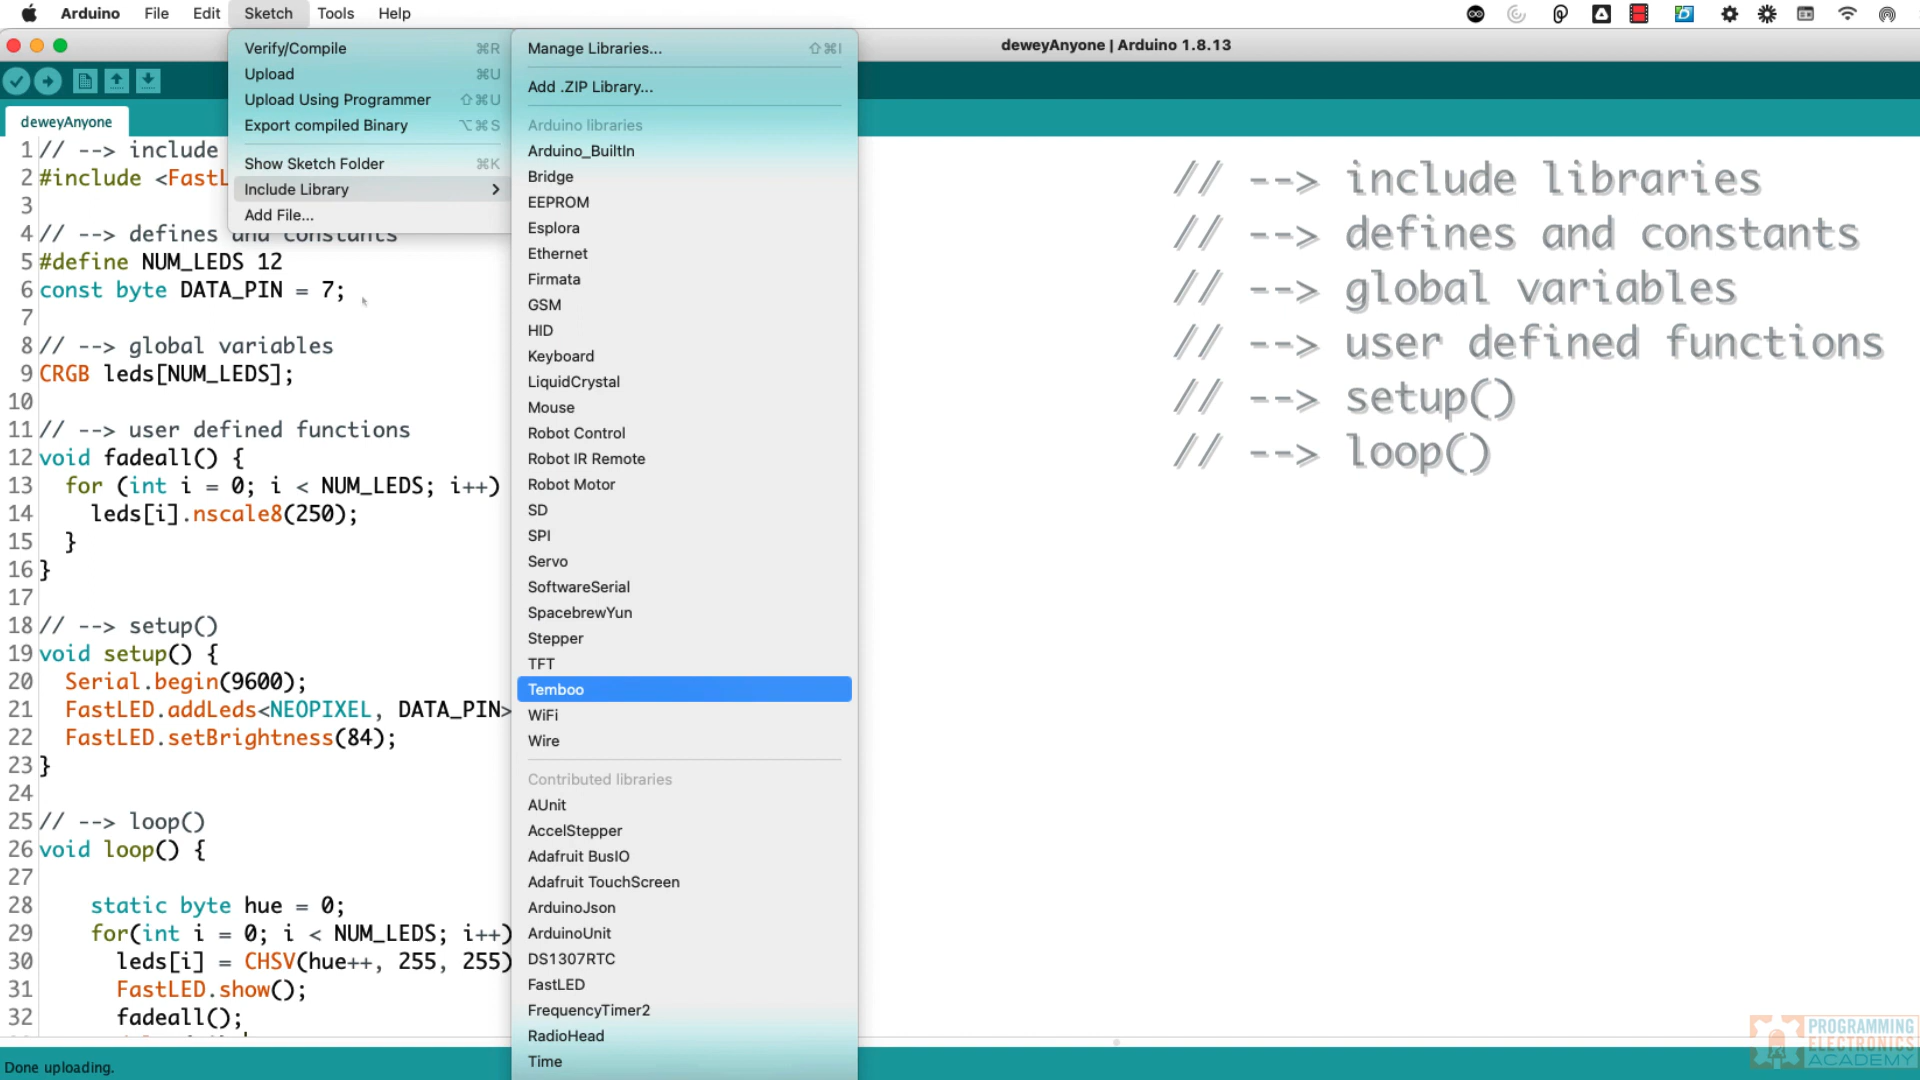 Arduino File Edit Sketch Tools Help
deweyAnyone | Arduino 1.8.13
deweyAnyone
Verify/Compile ⌘R
Upload ⌘U
Upload Using Programmer ⇧⌘U
Export compiled Binary ⌥⌘S
Show Sketch Folder ⌘K
Include Library >
Add File...
Manage Libraries... ⇧⌘I
Add .ZIP Library...
Arduino libraries
Arduino_BuiltIn
Bridge
EEPROM
Esplora
Ethernet
Firmata
GSM
HID
Keyboard
LiquidCrystal
Mouse
Robot Control
Robot IR Remote
Robot Motor
SD
SPI
Servo
SoftwareSerial
SpacebrewYun
Stepper
TFT
Temboo
WiFi
Wire
Contributed libraries
AUnit
AccelStepper
Adafruit BusIO
Adafruit TouchScreen
ArduinoJson
ArduinoUnit
DS1307RTC
FastLED
FrequencyTimer2
RadioHead
Time
1 // --> include
2 #include <FastL
3
4 // --> defines and constants
5 #define NUM_LEDS 12
6 const byte DATA_PIN = 7;
7
8 // --> global variables
9 CRGB leds[NUM_LEDS];
10
11 // --> user defined functions
12 void fadeall() {
13 for (int i = 0; i < NUM_LEDS; i++)
14 leds[i].nscale8(250);
15 }
16 }
17
18 // --> setup()
19 void setup() {
20 Serial.begin(9600);
21 FastLED.addLeds<NEOPIXEL, DATA_PIN>
22 FastLED.setBrightness(84);
23 }
24
25 // --> loop()
26 void loop() {
27
28 static byte hue = 0;
29 for(int i = 0; i < NUM_LEDS; i++)
30 leds[i] = CHSV(hue++, 255, 255)
31 FastLED.show();
32 fadeall();
// --> include libraries
// --> defines and constants
// --> global variables
// --> user defined functions
// --> setup()
// --> loop()
Done uploading.
PROGRAMMING
ELECTRONICS
ACADEMY